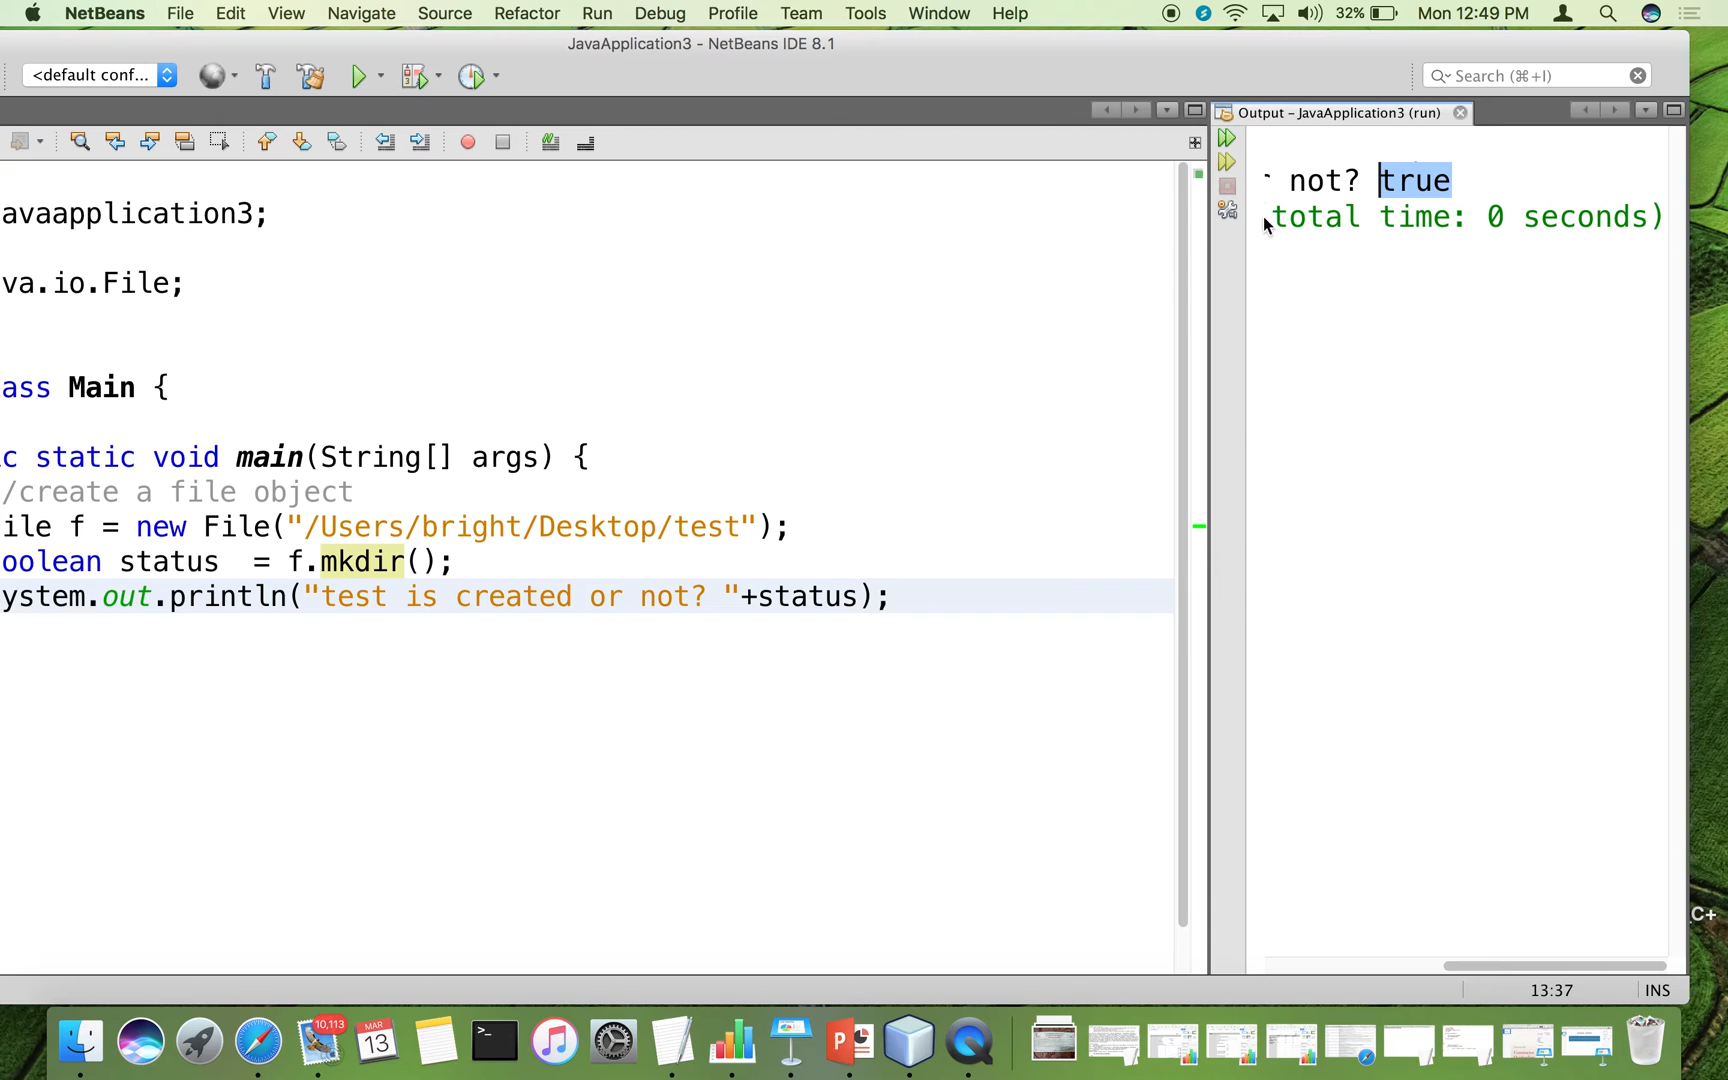 NetBeans File Edit View Navigate Source Refactor Run Debug Profile Team Tools Window Help 32% Mon 12:49 PM
JavaApplication3 - NetBeans IDE 8.1
<default conf... Search (⌘+I)
Output - JavaApplication3 (run)
not? true
total time: 0 seconds)
avaapplication3;
va.io.File;
ass Main {
c static void main(String[] args) {
/create a file object
ile f = new File("/Users/bright/Desktop/test");
oolean status = f.mkdir();
ystem.out.println("test is created or not? "+status);
C+
13:37 INS
10,113
MAR
13